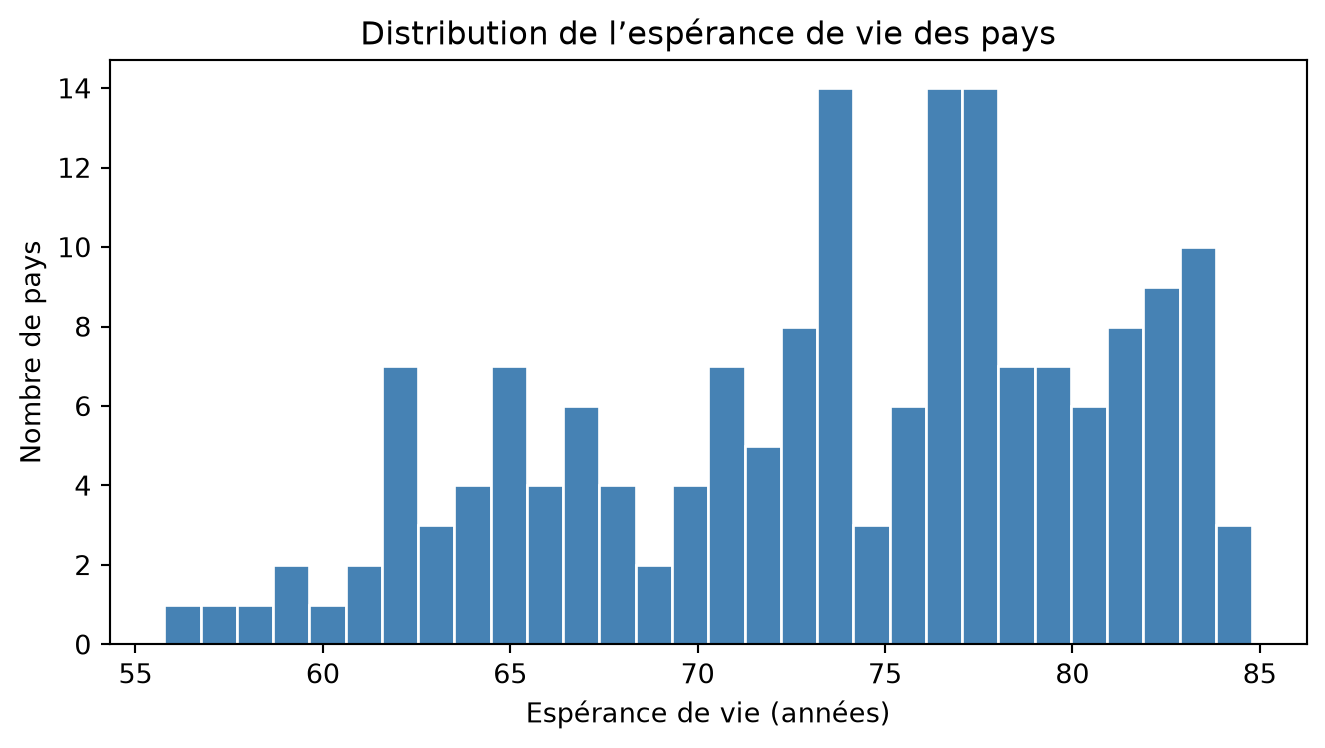 Distribution de l’espérance de vie des pays
Nombre de pays
14
12
10
8
6
4
2
0
55 60 65 70 75 80 85
Espérance de vie (années)